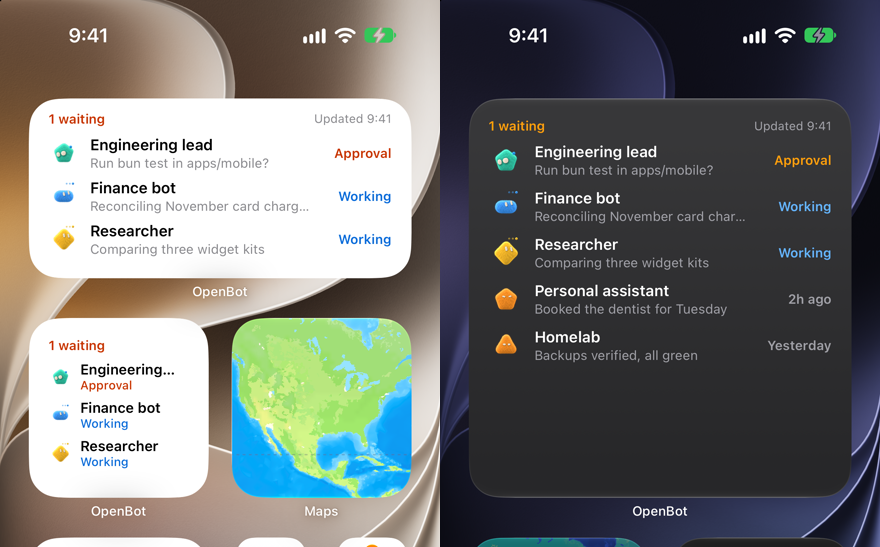 9:41
1 waiting
Updated 9:41
Engineering lead
Run bun test in apps/mobile?
Approval
Finance bot
Reconciling November card charg...
Working
Researcher
Comparing three widget kits
Working
OpenBot
1 waiting
Engineering...
Approval
Finance bot
Working
Researcher
Working
OpenBot
Maps
9:41
1 waiting
Updated 9:41
Engineering lead
Run bun test in apps/mobile?
Approval
Finance bot
Reconciling November card char...
Working
Researcher
Comparing three widget kits
Working
Personal assistant
Booked the dentist for Tuesday
2h ago
Homelab
Backups verified, all green
Yesterday
OpenBot